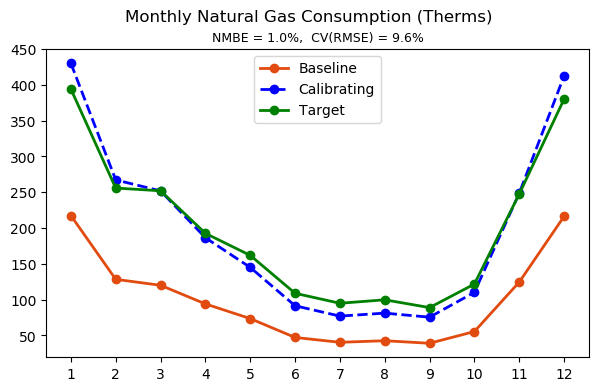 Monthly Natural Gas Consumption (Therms)
NMBE = 1.0%,  CV(RMSE) = 9.6%
Baseline
Calibrating
Target
450
400
350
300
250
200
150
100
50
1 2 3 4 5 6 7 8 9 10 11 12